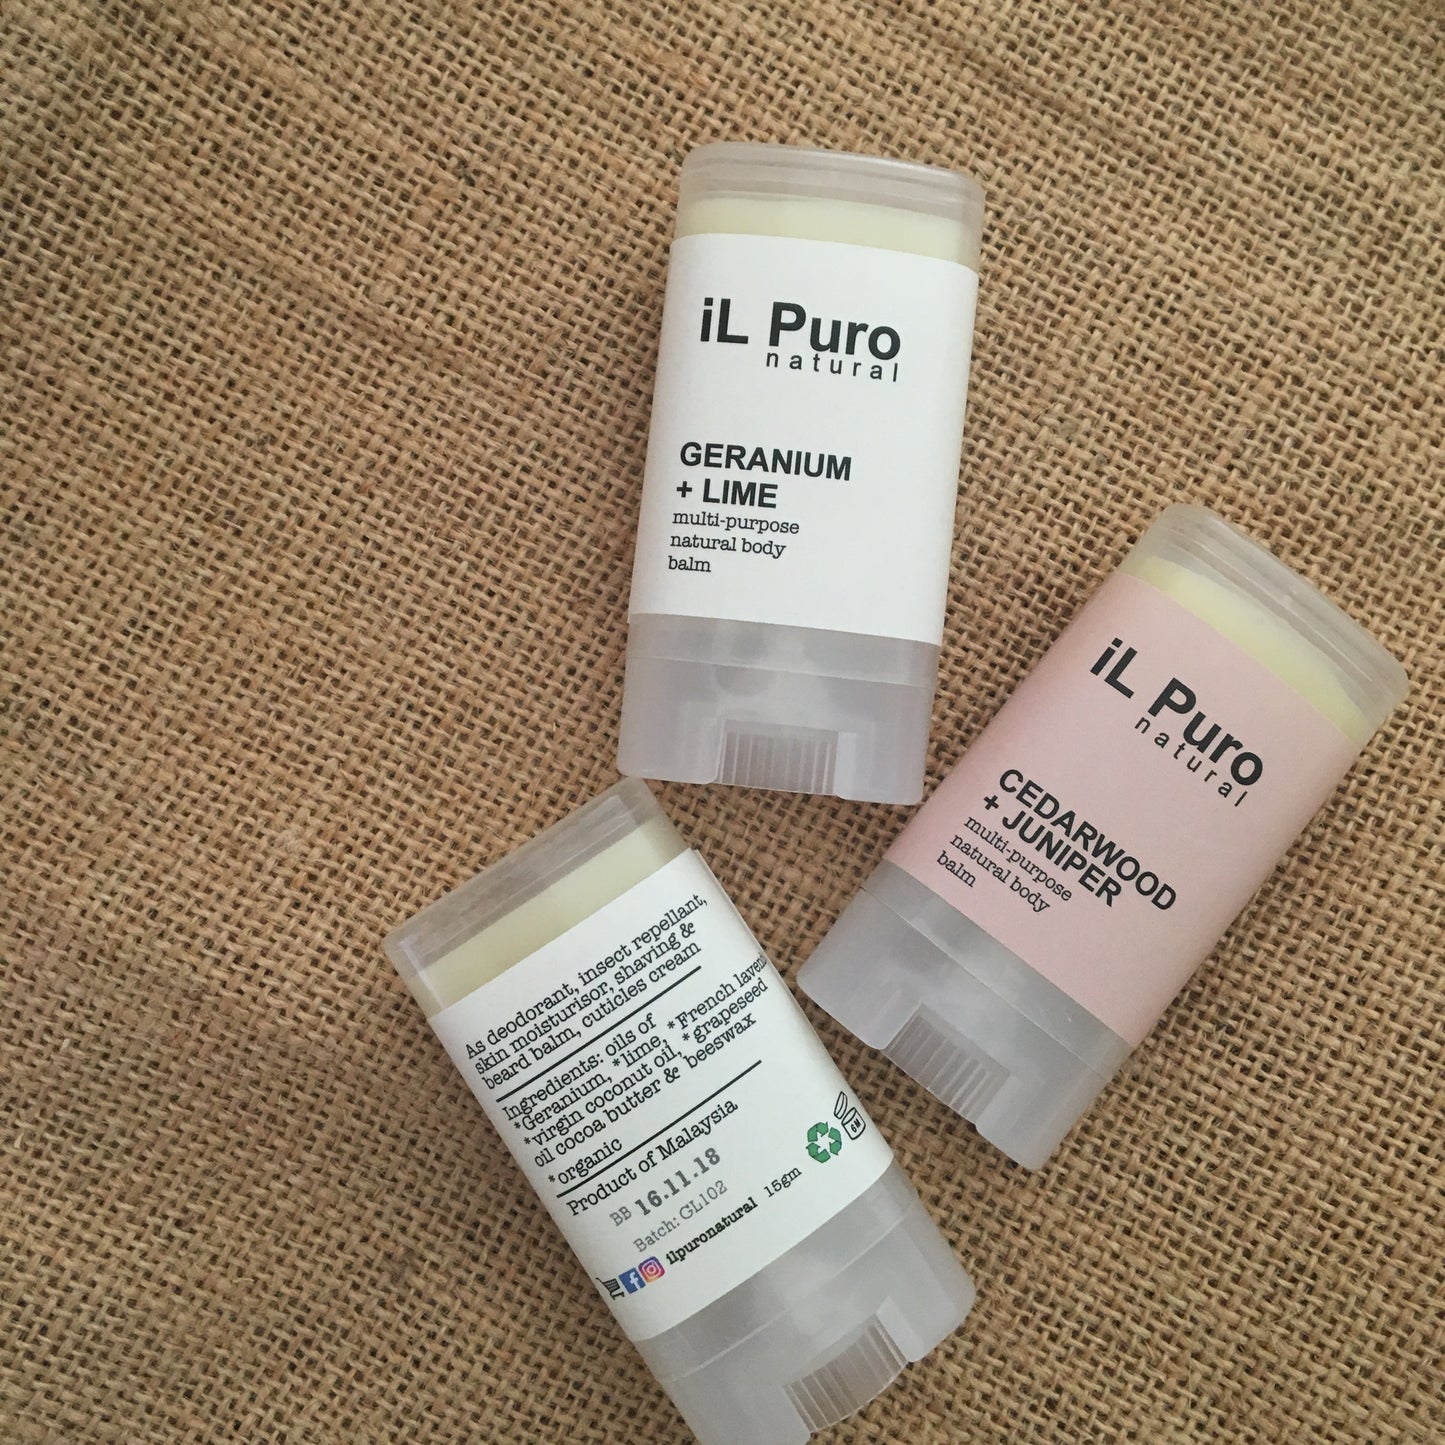 iL Puro
natural
GERANIUM
+ LIME
multi-purpose
natural body
balm
iL Puro
natural
CEDARWOOD
+ JUNIPER
multi-purpose
natural body
balm
As deodorant, insect repellant,
skin moisturisor, shaving &
beard balm, cuticles cream
Ingredients: oils of
*Geranium, *lime, *French
*virgin coconut oil, *grapeseed
oil cocoa butter & beeswax
*organic
Product of Malaysia
BB 16.11.18
Batch: GL102
ilpuronatural 15gm
6M